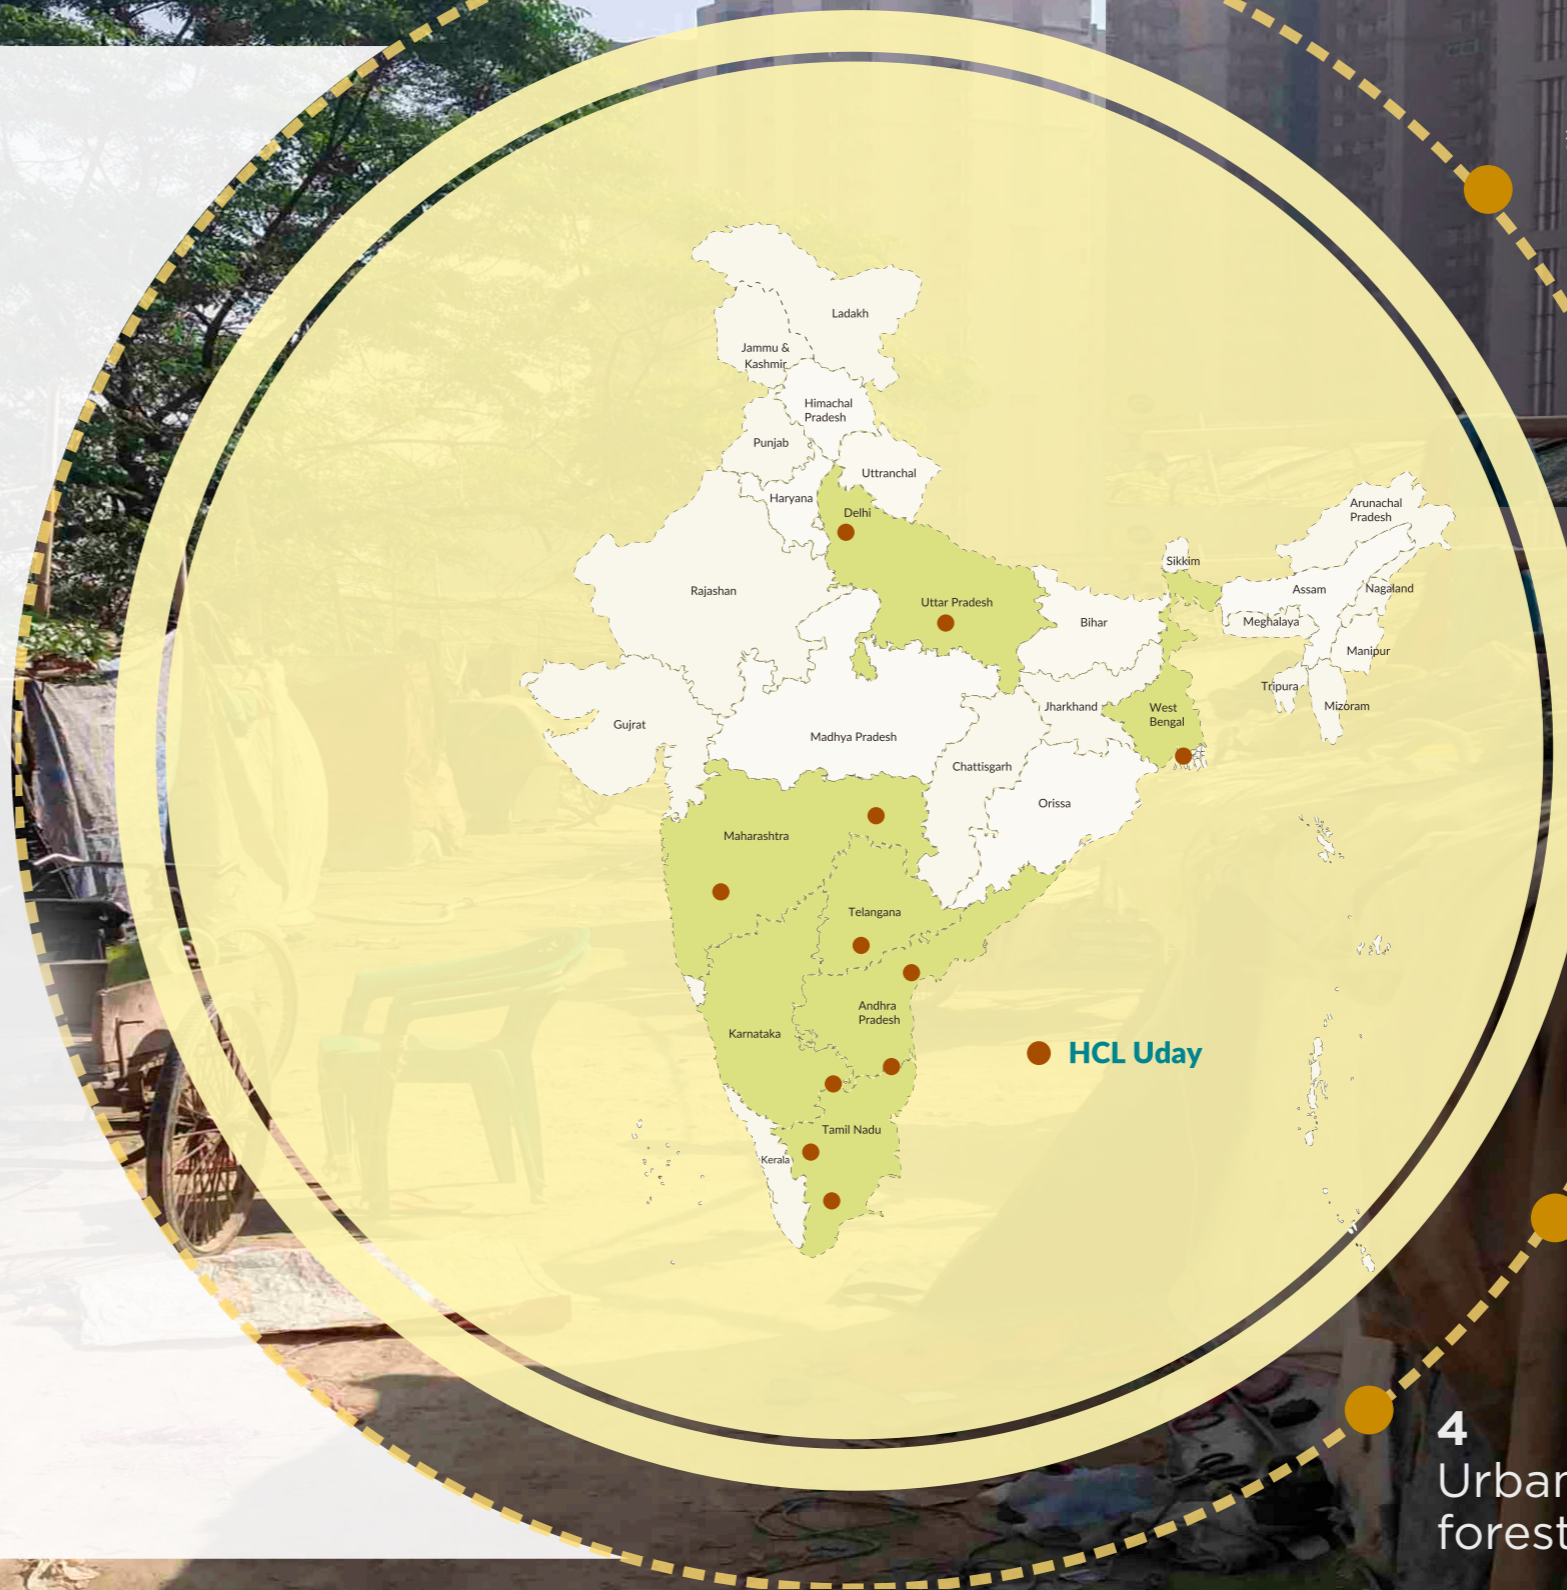 Ladakh
Jammu &
Kashmir
Himachal
Pradesh
Punjab
Uttranchal
Haryana
Delhi
Arunachal
Pradesh
Sikkim
Rajashan
Uttar Pradesh
Bihar
Assam
Nagaland
Meghalaya
Manipur
Tripura
Mizoram
Gujrat
Madhya Pradesh
Jharkhand
West
Bengal
Chattisgarh
Orissa
Maharashtra
Telangana
Andhra
Pradesh
Karnataka
HCL Uday
Tamil Nadu
Kerala
4
Urban
forest